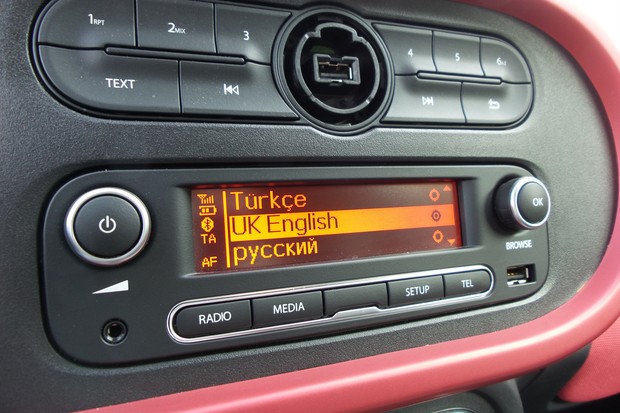 1RPT
2MIX
3
4
5
6
TEXT
Türkçe
UK English
русский
TA
AF
OK
BROWSE
RADIO
MEDIA
SETUP
TEL